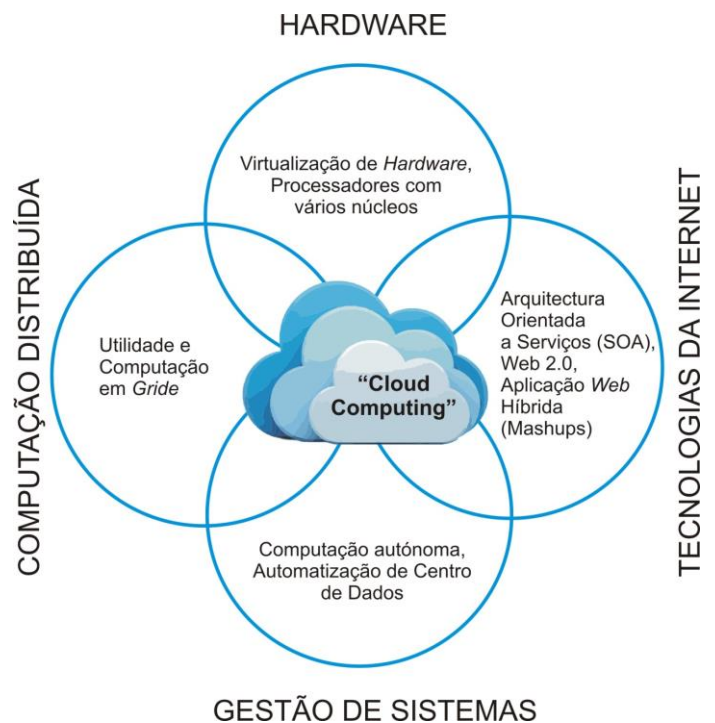 HARDWARE
Virtualização de Hardware,
Processadores com
vários núcleos
COMPUTAÇÃO DISTRIBUÍDA
Utilidade e
Computação
em Gride
“Cloud
Computing”
Arquitectura
Orientada
a Serviços (SOA),
Web 2.0,
Aplicação Web
Híbrida
(Mashups)
TECNOLOGIAS DA INTERNET
Computação autónoma,
Automatização de Centro
de Dados
GESTÃO DE SISTEMAS